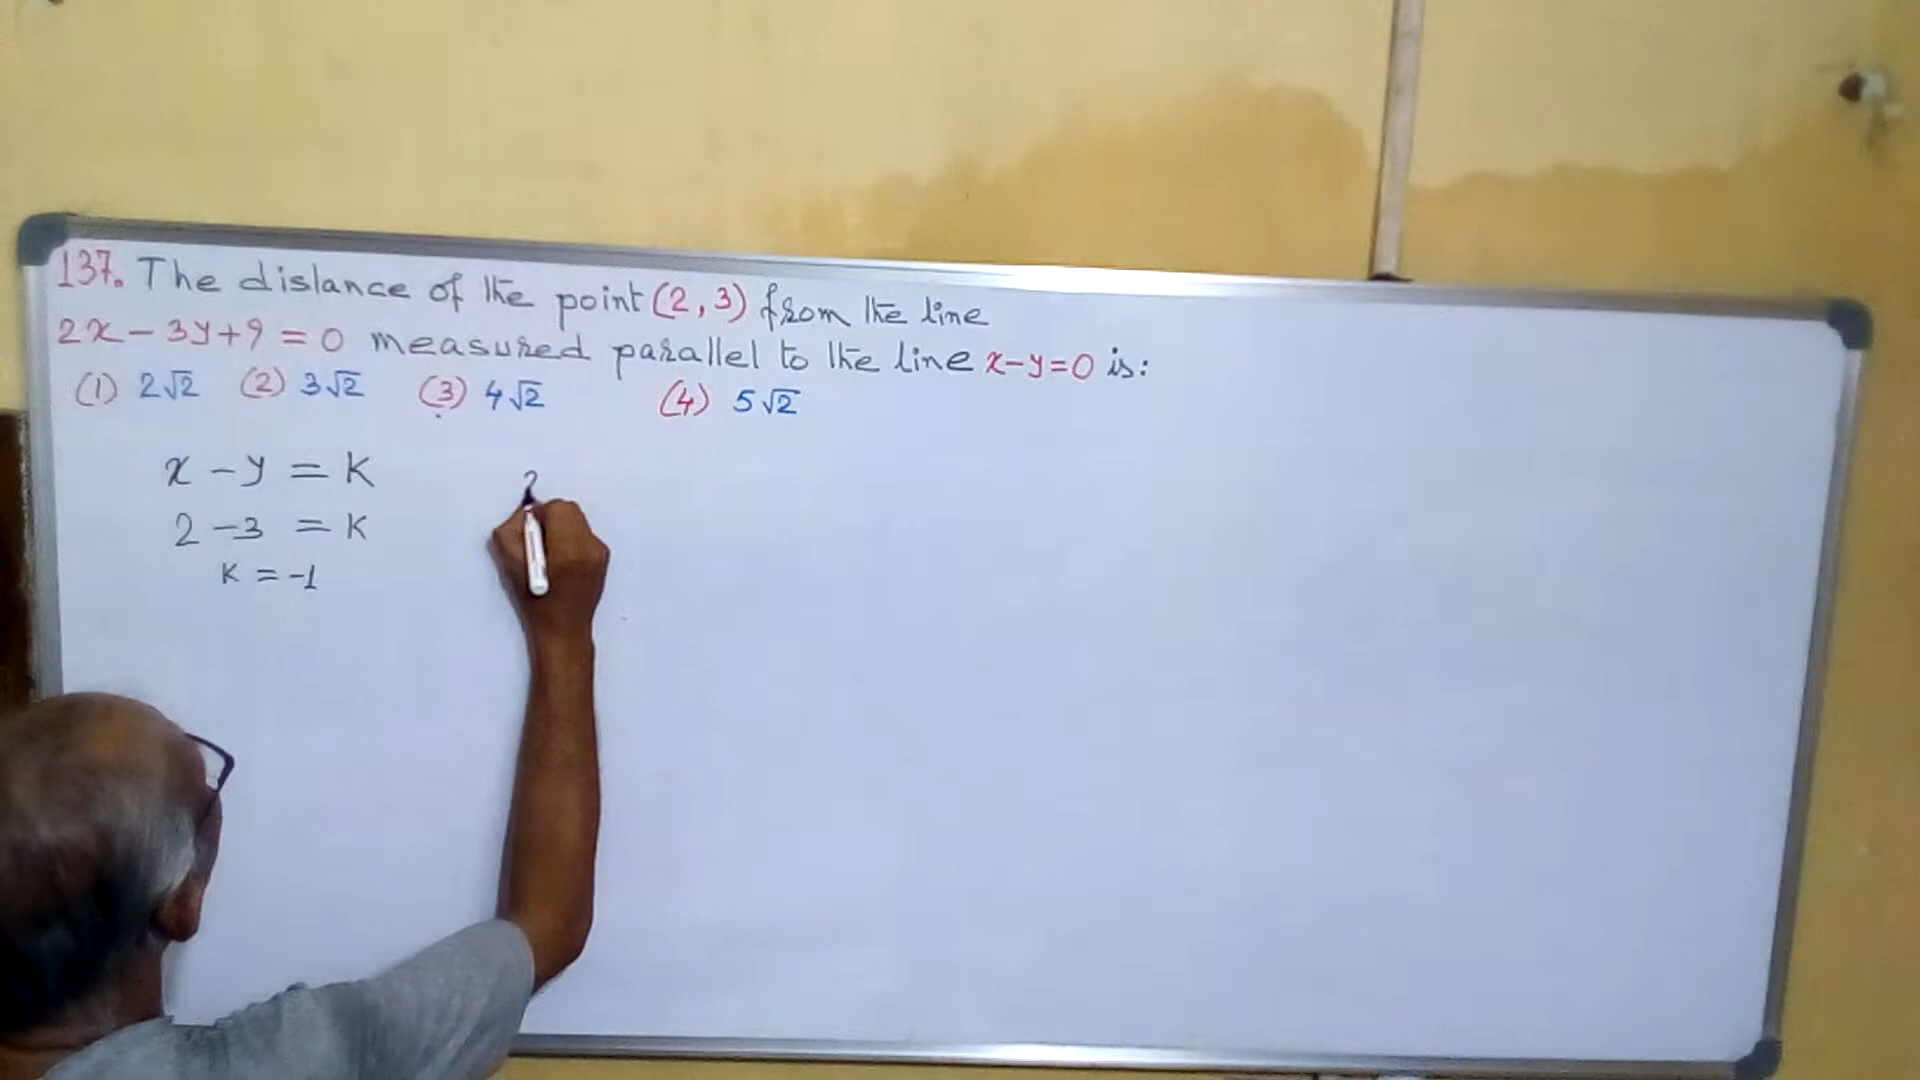 137. The distance of the point (2,3) from the line
2x - 3y + 9 = 0 measured parallel to the line x-y=0 is:
(1) 2√2 (2) 3√2 (3) 4√2 (4) 5√2
x - y = K
2 - 3 = K
K = -1